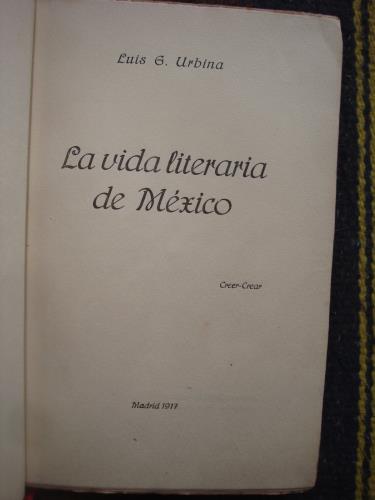 Luis G. Urbina
La vida literaria
de México
Creer-Crear
Madrid 1917